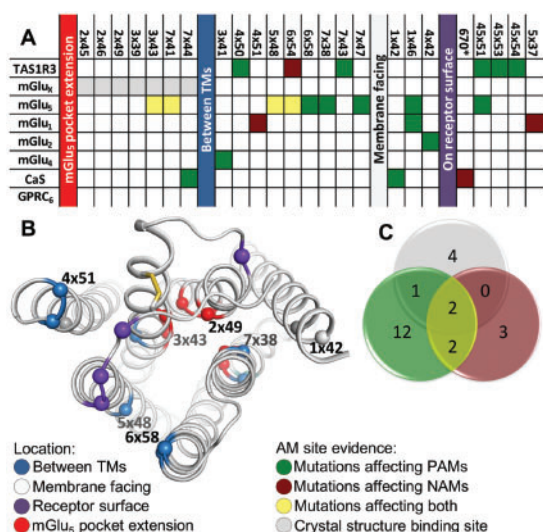 A
mGlu₅ pocket extension
2x45
2x46
2x49
3x39
3x43
7x41
7x44
Between TMs
3x41
4x50
4x51
5x48
6x54
6x58
7x38
7x43
7x47
Membrane facing
1x42
1x46
4x42
On receptor surface
670*
45x51
45x53
45x54
5x37
TAS1R3
mGluₓ
mGlu₅
mGlu₁
mGlu₂
mGlu₄
CaS
GPRC₆
B
4x51
2x49
3x43
7x38
1x42
5x48
6x58
C
4
1
0
2
12
3
2
Location:
Between TMs
Membrane facing
Receptor surface
mGlu₅ pocket extension
AM site evidence:
Mutations affecting PAMs
Mutations affecting NAMs
Mutations affecting both
Crystal structure binding site